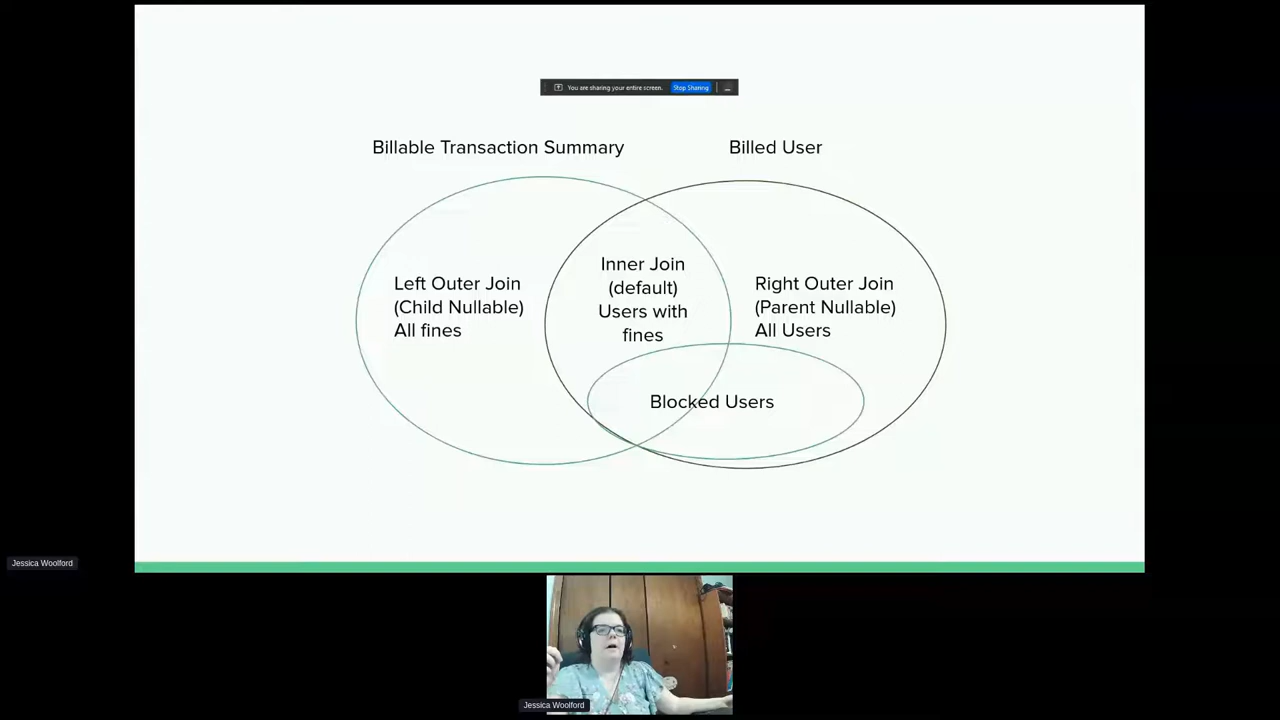 You are sharing your entire screen. Stop Sharing
Billable Transaction Summary
Billed User
Left Outer Join
(Child Nullable)
All fines
Inner Join
(default)
Users with
fines
Right Outer Join
(Parent Nullable)
All Users
Blocked Users
Jessica Woolford
Jessica Woolford